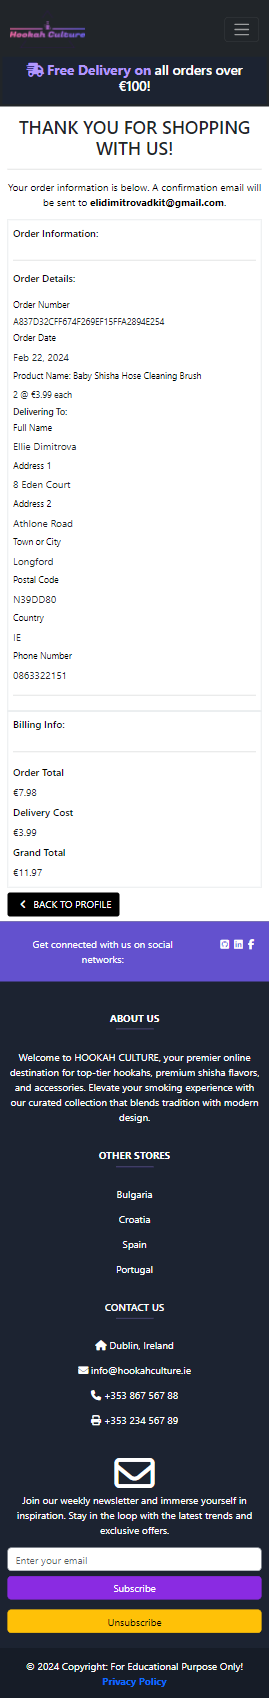 Hookah Culture
Free Delivery on all orders over
€100!
THANK YOU FOR SHOPPING
WITH US!
Your order information is below. A confirmation email will
be sent to elidimitrovadkit@gmail.com.
Order Information:
Order Details:
Order Number
A837D32CFF674F269EF15FFA2894E254
Order Date
Feb 22, 2024
Product Name: Baby Shisha Hose Cleaning Brush
2 @ €3.99 each
Delivering To:
Full Name
Ellie Dimitrova
Address 1
8 Eden Court
Address 2
Athlone Road
Town or City
Longford
Postal Code
N39DD80
Country
IE
Phone Number
0863322151
Billing Info:
Order Total
€7.98
Delivery Cost
€3.99
Grand Total
€11.97
BACK TO PROFILE
Get connected with us on social
networks:
ABOUT US
Welcome to HOOKAH CULTURE, your premier online
destination for top-tier hookahs, premium shisha flavors,
and accessories. Elevate your smoking experience with
our curated collection that blends tradition with modern
design.
OTHER STORES
Bulgaria
Croatia
Spain
Portugal
CONTACT US
Dublin, Ireland
info@hookahculture.ie
+353 867 567 88
+353 234 567 89
Join our weekly newsletter and immerse yourself in
inspiration. Stay in the loop with the latest trends and
exclusive offers.
Enter your email
Subscribe
Unsubscribe
© 2024 Copyright: For Educational Purpose Only!
Privacy Policy